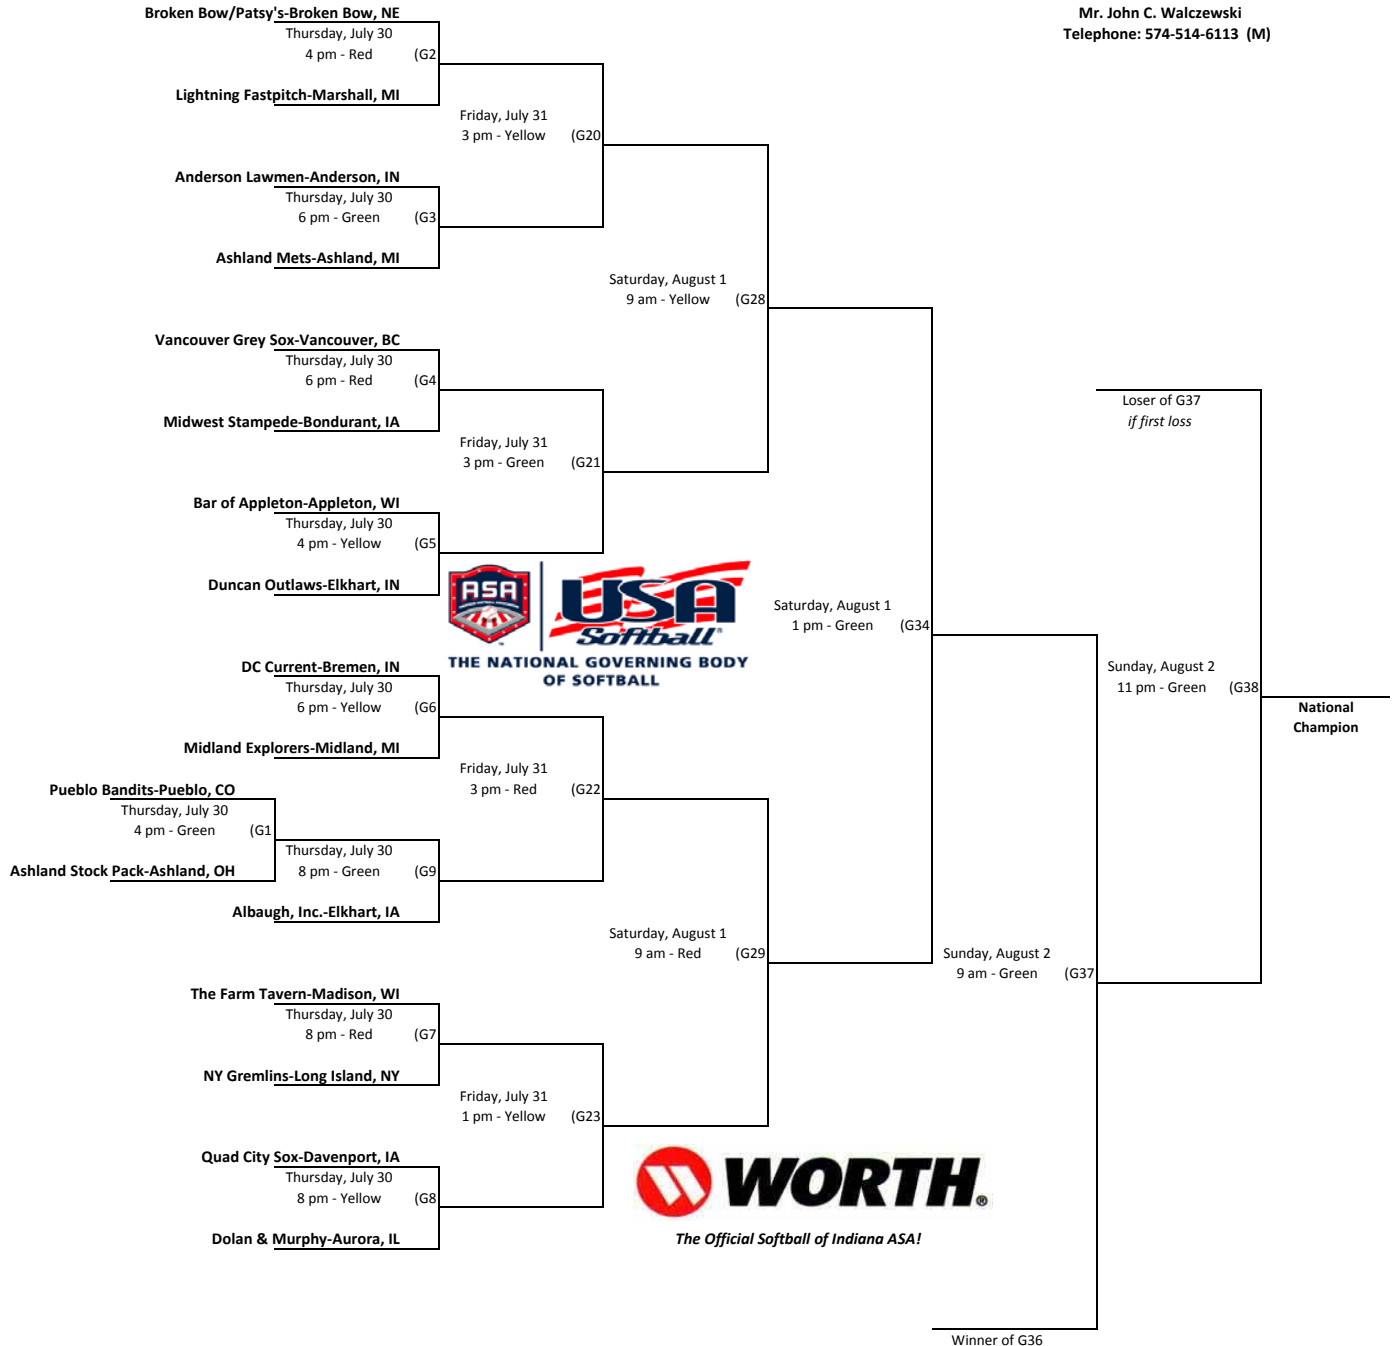 Broken Bow/Patsy's-Broken Bow, NE
Mr. John C. Walczewski
Thursday, July 30
Telephone: 574-514-6113 (M)
4 pm - Red (G2
Lightning Fastpitch-Marshall, MI
Friday, July 31
3 pm - Yellow (G20
Anderson Lawmen-Anderson, IN
Thursday, July 30
6 pm - Green (G3
Ashland Mets-Ashland, MI
Saturday, August 1
9 am - Yellow (G28
Vancouver Grey Sox-Vancouver, BC
Thursday, July 30
6 pm - Red (G4
Loser of G37
if first loss
Midwest Stampede-Bondurant, IA
Friday, July 31
3 pm - Green (G21
Bar of Appleton-Appleton, WI
Thursday, July 30
4 pm - Yellow (G5
Duncan Outlaws-Elkhart, IN
ASA
USA
Softball®
THE NATIONAL GOVERNING BODY
OF SOFTBALL
Saturday, August 1
1 pm - Green (G34
DC Current-Bremen, IN
Sunday, August 2
Thursday, July 30
11 pm - Green (G38
6 pm - Yellow (G6
National
Champion
Midland Explorers-Midland, MI
Friday, July 31
3 pm - Red (G22
Pueblo Bandits-Pueblo, CO
Thursday, July 30
4 pm - Green (G1
Thursday, July 30
Ashland Stock Pack-Ashland, OH
8 pm - Green (G9
Albaugh, Inc.-Elkhart, IA
Saturday, August 1
9 am - Red (G29
Sunday, August 2
9 am - Green (G37
The Farm Tavern-Madison, WI
Thursday, July 30
8 pm - Red (G7
NY Gremlins-Long Island, NY
Friday, July 31
1 pm - Yellow (G23
Quad City Sox-Davenport, IA
Thursday, July 30
8 pm - Yellow (G8
WORTH®
Dolan & Murphy-Aurora, IL
The Official Softball of Indiana ASA!
Winner of G36